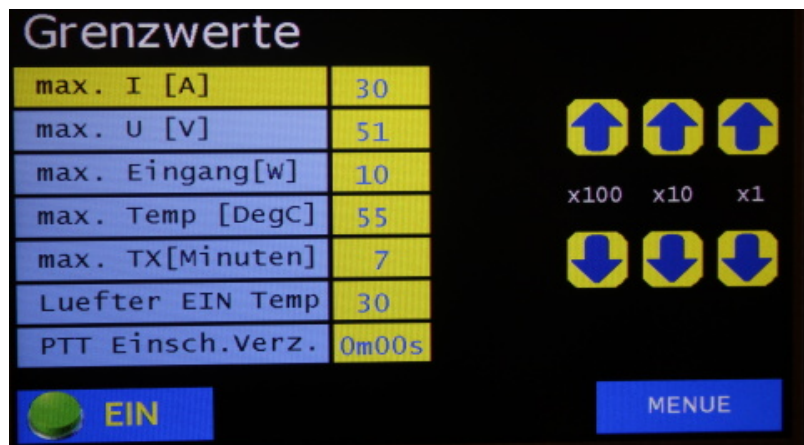 Grenzwerte
max. I [A] 30
max. U [V] 51
max. Eingang[W] 10
max. Temp [DegC] 55
max. TX[Minuten] 7
Luefter EIN Temp 30
PTT Einsch.Verz. 0m00s
x100 x10 x1
EIN
MENUE